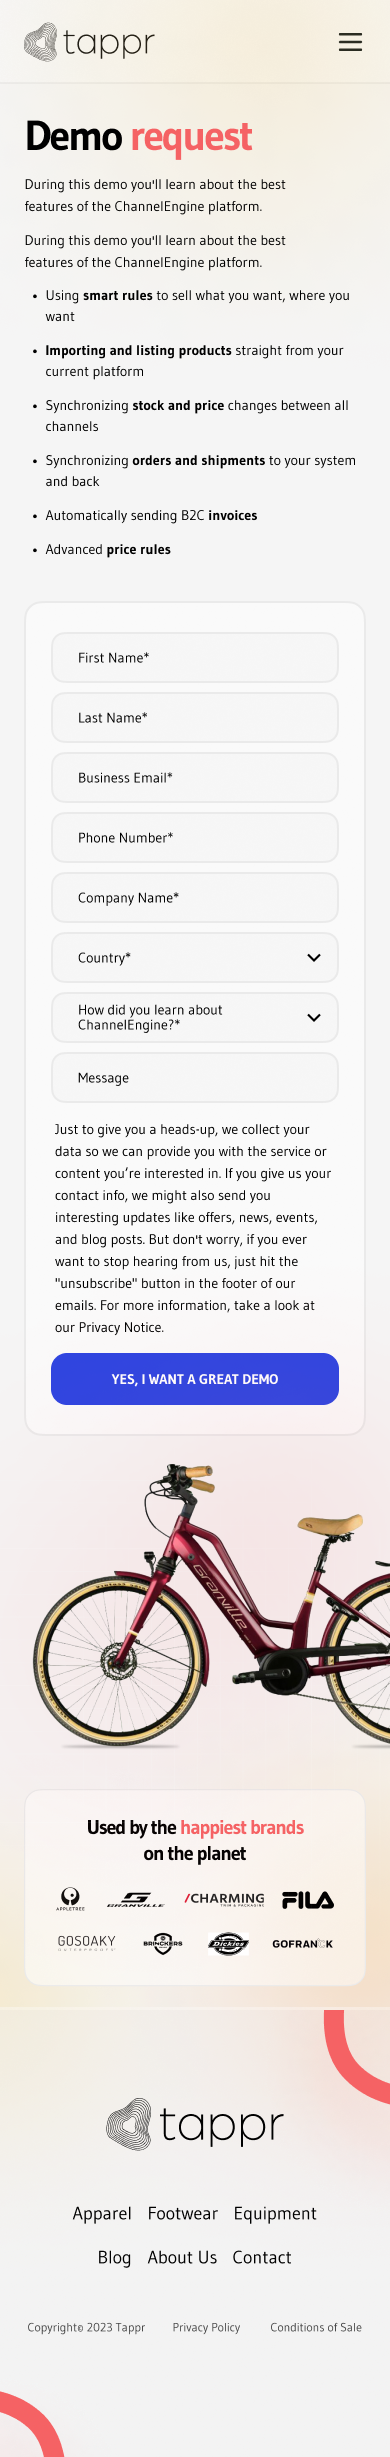 tappr
Demo request
During this demo you'll learn about the best
features of the ChannelEngine platform.
During this demo you'll learn about the best
features of the ChannelEngine platform.
• Using smart rules to sell what you want, where you
want
• Importing and listing products straight from your
current platform
• Synchronizing stock and price changes between all
channels
• Synchronizing orders and shipments to your system
and back
• Automatically sending B2C invoices
• Advanced price rules
First Name*
Last Name*
Business Email*
Phone Number*
Company Name*
Country*
How did you learn about
ChannelEngine?*
Message
Just to give you a heads-up, we collect your
data so we can provide you with the service or
content you’re interested in. If you give us your
contact info, we might also send you
interesting updates like offers, news, events,
and blog posts. But don't worry, if you ever
want to stop hearing from us, just hit the
"unsubscribe" button in the footer of our
emails. For more information, take a look at
our Privacy Notice.
YES, I WANT A GREAT DEMO
Granville
Used by the happiest brands
on the planet
APPLETREE GRANVILLE /CHARMING TRIM & PACKAGING FILA
GOSOAKY OUTERPROOFS BRINCKERS Dickies GOFRANCK
tappr
Apparel Footwear Equipment
Blog About Us Contact
Copyright© 2023 Tappr Privacy Policy Conditions of Sale